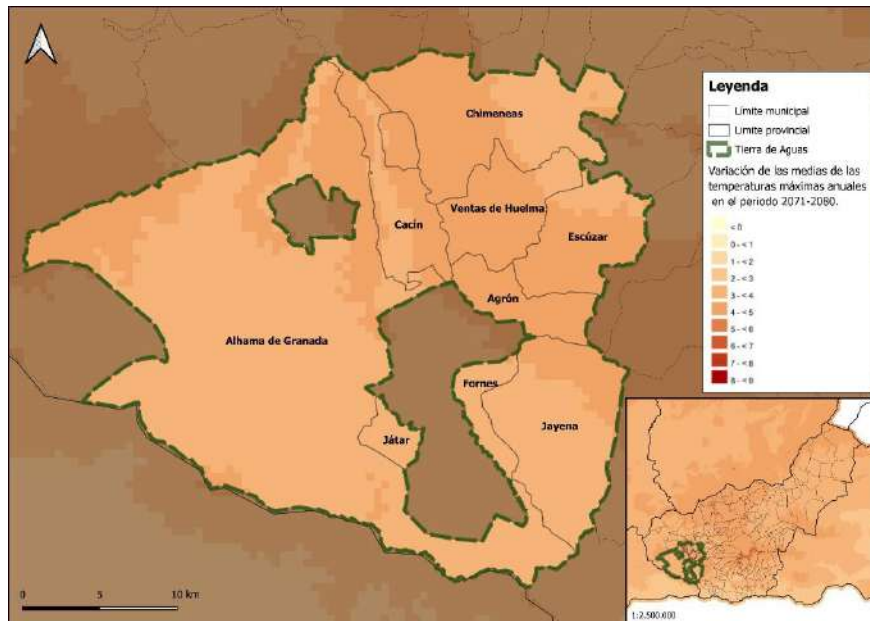 Chimeneas
Ventas de Huelma
Cacín
Escúzar
Agrón
Alhama de Granada
Fornes
Játar
Jayena
Leyenda
Límite municipal
Límite provincial
Tierra de Aguas
Variación de las medias de las
temperaturas máximas anuales
en el periodo 2071-2080.
< 0
0 - < 1
1 - < 2
2 - < 3
3 - < 4
4 - < 5
5 - < 6
6 - < 7
7 - < 8
8 - < 9
0 5 10 km
1:2.500.000